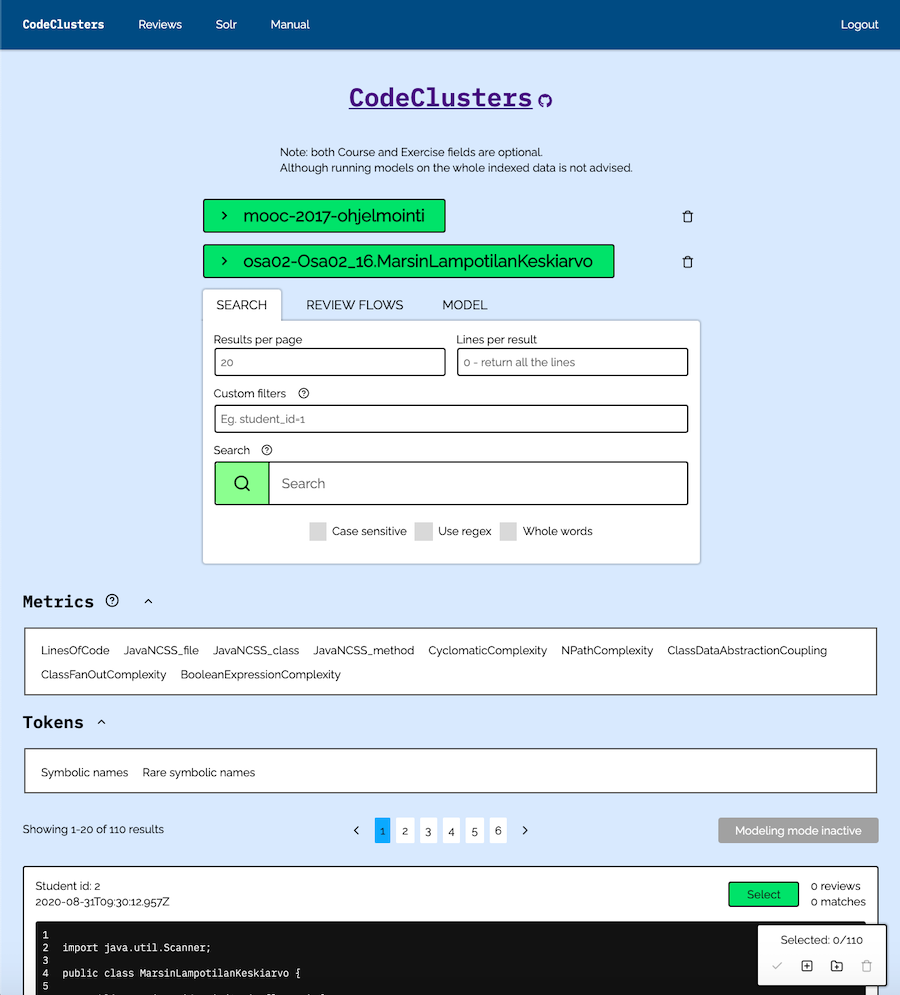 CodeClusters Reviews Solr Manual Logout
CodeClusters
Note: both Course and Exercise fields are optional.
Although running models on the whole indexed data is not advised.
mooc-2017-ohjelmointi
osa02-Osa02_16.MarsinLampotilanKeskiarvo
SEARCH REVIEW FLOWS MODEL
Results per page Lines per result
20 0 - return all the lines
Custom filters
Eg. student_id=1
Search
Search
Case sensitive Use regex Whole words
Metrics
LinesOfCode JavaNCSS_file JavaNCSS_class JavaNCSS_method CyclomaticComplexity NPathComplexity ClassDataAbstractionCoupling
ClassFanOutComplexity BooleanExpressionComplexity
Tokens
Symbolic names Rare symbolic names
Showing 1-20 of 110 results 1 2 3 4 5 6 Modeling mode inactive
Student id: 2 Select 0 reviews
2020-08-31T09:30:12.957Z 0 matches
1
2 import java.util.Scanner;
3
4 public class MarsinLampotilanKeskiarvo {
5
Selected: 0/110